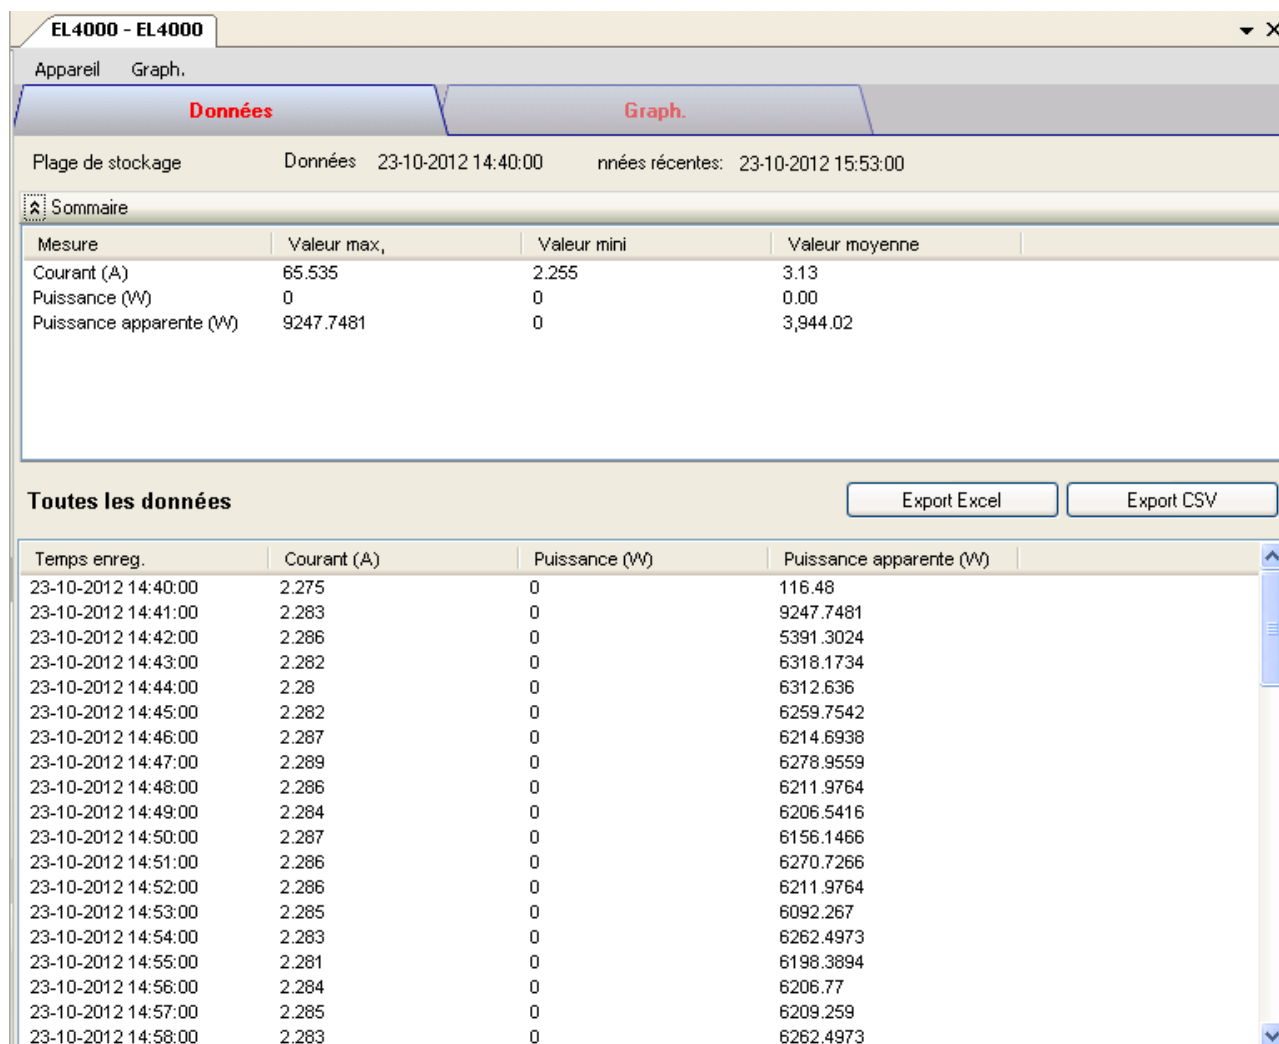 EL4000 - EL4000
Appareil Graph.
Données Graph.
Plage de stockage Données 23-10-2012 14:40:00 nnées récentes: 23-10-2012 15:53:00
Sommaire
Mesure Valeur max, Valeur mini Valeur moyenne
Courant (A) 65.535 2.255 3.13
Puissance (W) 0 0 0.00
Puissance apparente (W) 9247.7481 0 3,944.02
Toutes les données Export Excel Export CSV
Temps enreg. Courant (A) Puissance (W) Puissance apparente (W)
23-10-2012 14:40:00 2.275 0 116.48
23-10-2012 14:41:00 2.283 0 9247.7481
23-10-2012 14:42:00 2.286 0 5391.3024
23-10-2012 14:43:00 2.282 0 6318.1734
23-10-2012 14:44:00 2.28 0 6312.636
23-10-2012 14:45:00 2.282 0 6259.7542
23-10-2012 14:46:00 2.287 0 6214.6938
23-10-2012 14:47:00 2.289 0 6278.9559
23-10-2012 14:48:00 2.286 0 6211.9764
23-10-2012 14:49:00 2.284 0 6206.5416
23-10-2012 14:50:00 2.287 0 6156.1466
23-10-2012 14:51:00 2.286 0 6270.7266
23-10-2012 14:52:00 2.286 0 6211.9764
23-10-2012 14:53:00 2.285 0 6092.267
23-10-2012 14:54:00 2.283 0 6262.4973
23-10-2012 14:55:00 2.281 0 6198.3894
23-10-2012 14:56:00 2.284 0 6206.77
23-10-2012 14:57:00 2.285 0 6209.259
23-10-2012 14:58:00 2.283 0 6262.4973